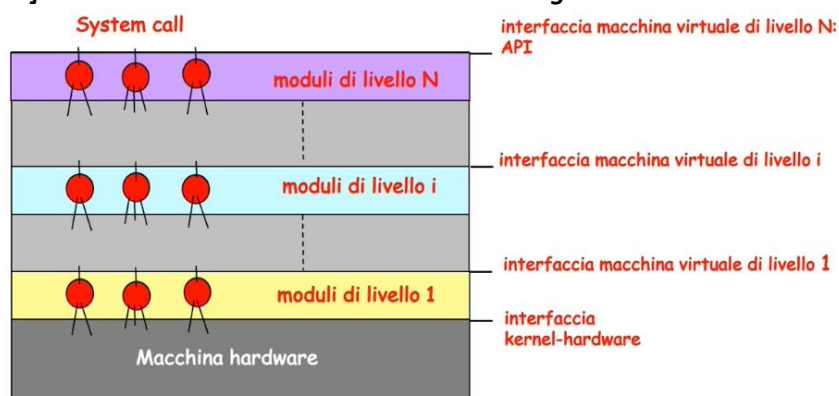 System call
interfaccia macchina virtuale di livello N:
API
moduli di livello N
interfaccia macchina virtuale di livello i
moduli di livello i
interfaccia macchina virtuale di livello 1
moduli di livello 1
interfaccia
kernel-hardware
Macchina hardware